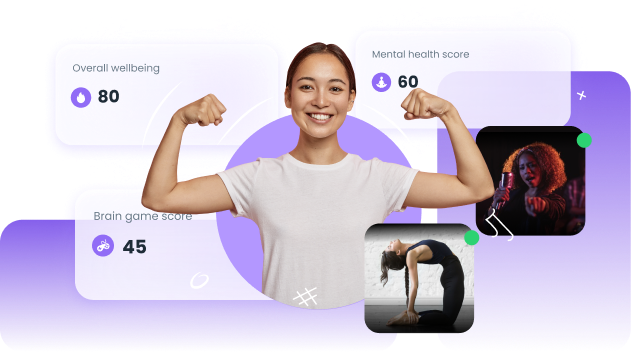 Overall wellbeing
80
Mental health score
60
Brain game score
45